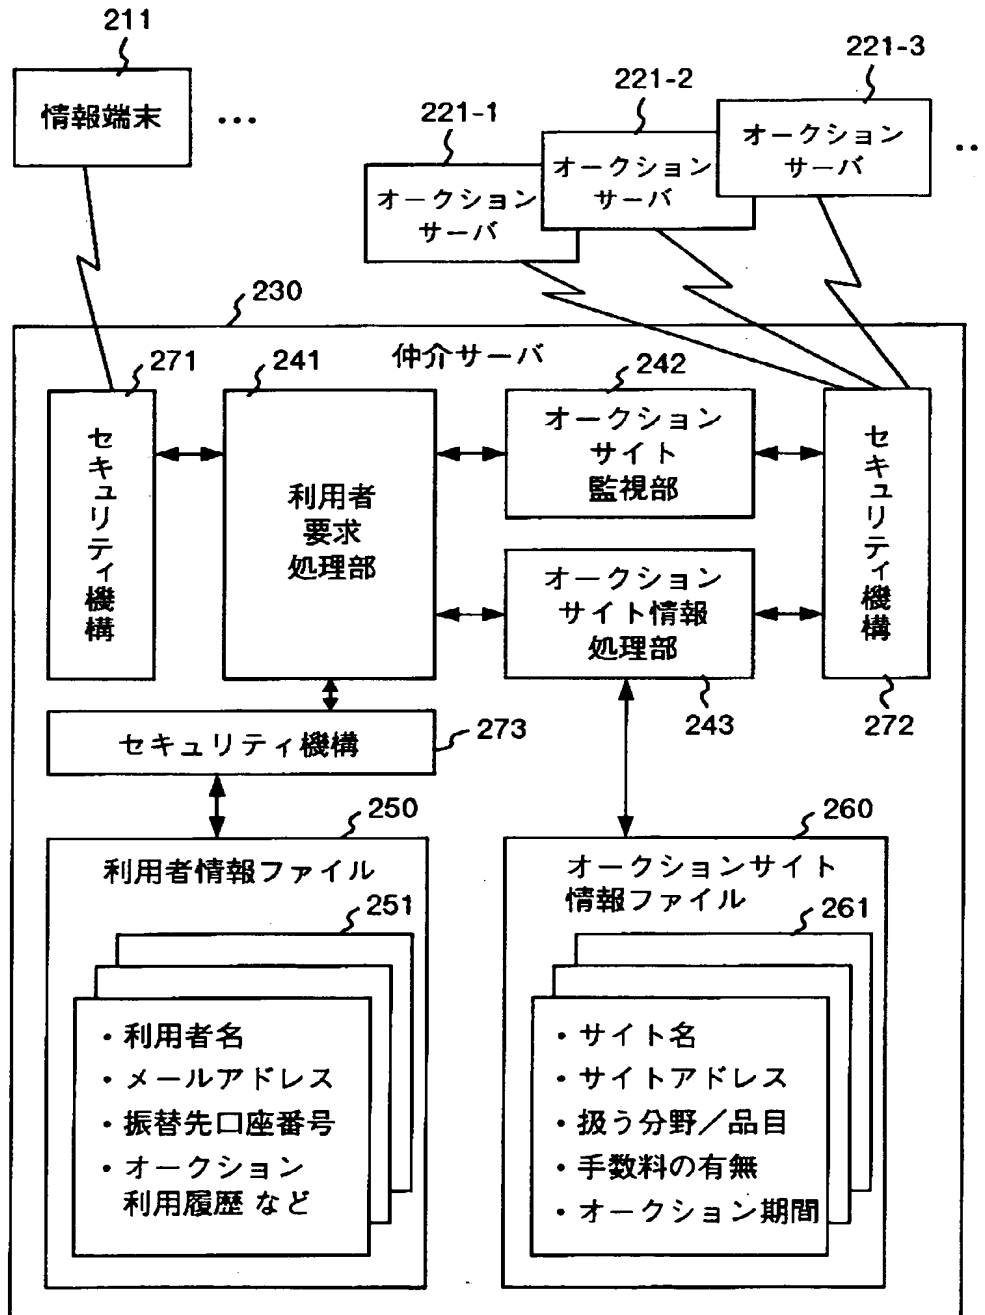 211
情報端末
…
221-1
オークション
サーバ
221-2
オークション
サーバ
221-3
オークション
サーバ
‥
230
仲介サーバ
271
セキュリティ機構
241
利用者
要求
処理部
242
オークション
サイト
監視部
オークション
サイト情報
処理部
243
セキュリティ機構
272
セキュリティ機構
273
250
利用者情報ファイル
251
・利用者名
・メールアドレス
・振替先口座番号
・オークション
利用履歴 など
260
オークションサイト
情報ファイル
261
・サイト名
・サイトアドレス
・扱う分野／品目
・手数料の有無
・オークション期間